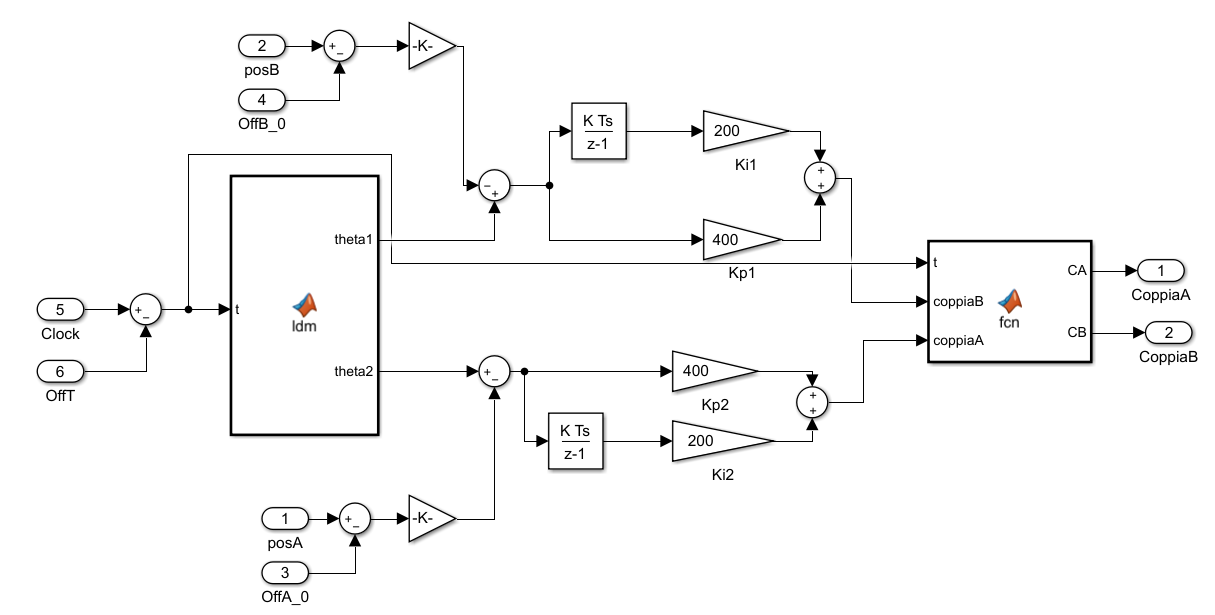 2
posB
+
−
-K-
4
OffB_0
K Ts
z-1
200
Ki1
+
+
−
+
theta1
400
Kp1
t
CA
1
CoppiaA
5
Clock
+
−
t
ldm
coppiaB
fcn
CB
2
CoppiaB
coppiaA
6
OffT
theta2
+
−
400
Kp2
+
+
K Ts
z-1
200
Ki2
1
posA
+
−
-K-
3
OffA_0